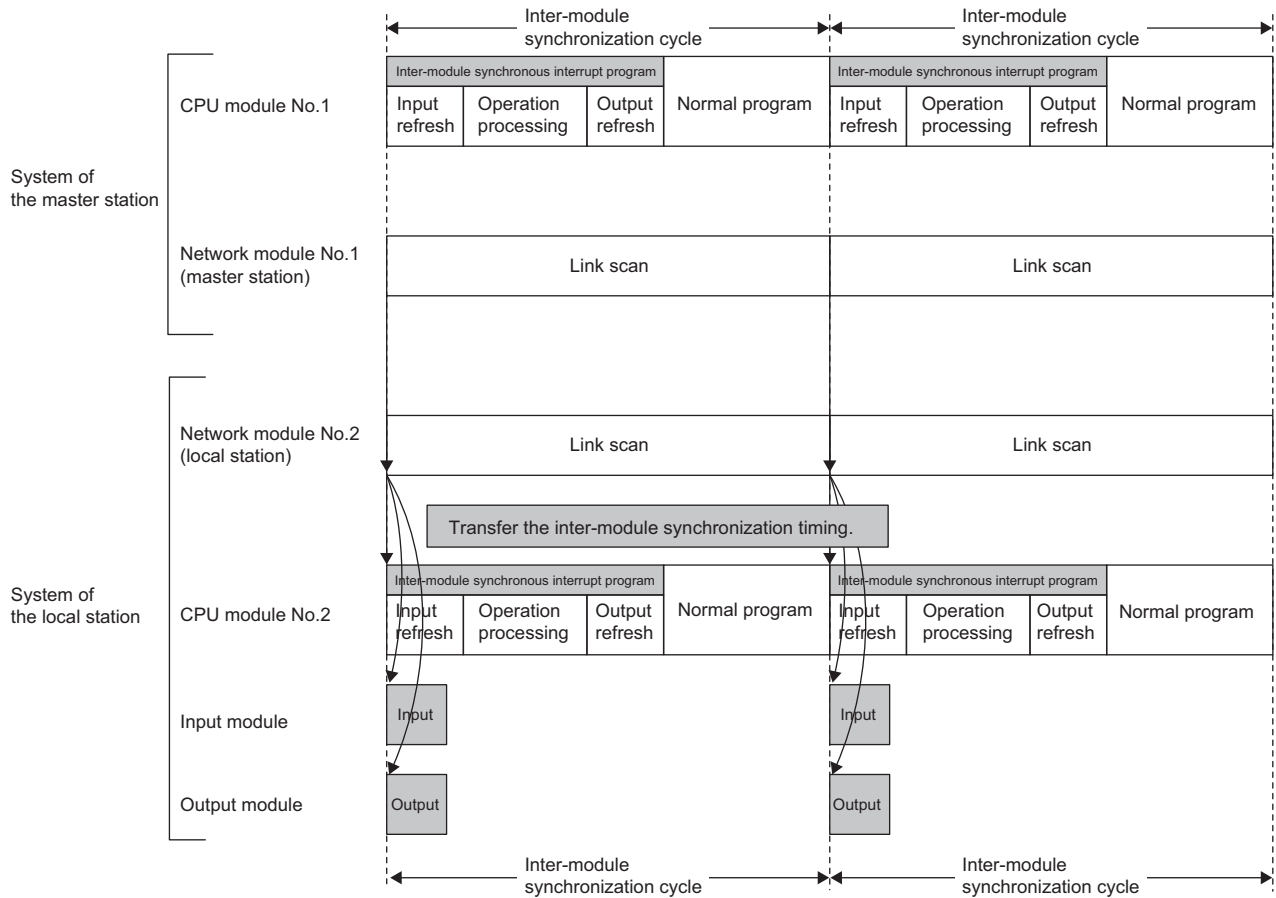 Inter-module
synchronization cycle
Inter-module
synchronization cycle
System of
the master station
CPU module No.1
Inter-module synchronous interrupt program
Input
refresh
Operation
processing
Output
refresh
Normal program
Inter-module synchronous interrupt program
Input
refresh
Operation
processing
Output
refresh
Normal program
Network module No.1
(master station)
Link scan
Link scan
System of
the local station
Network module No.2
(local station)
Link scan
Link scan
Transfer the inter-module synchronization timing.
CPU module No.2
Inter-module synchronous interrupt program
Input
refresh
Operation
processing
Output
refresh
Normal program
Inter-module synchronous interrupt program
Input
refresh
Operation
processing
Output
refresh
Normal program
Input module
Input
Input
Output module
Output
Output
Inter-module
synchronization cycle
Inter-module
synchronization cycle